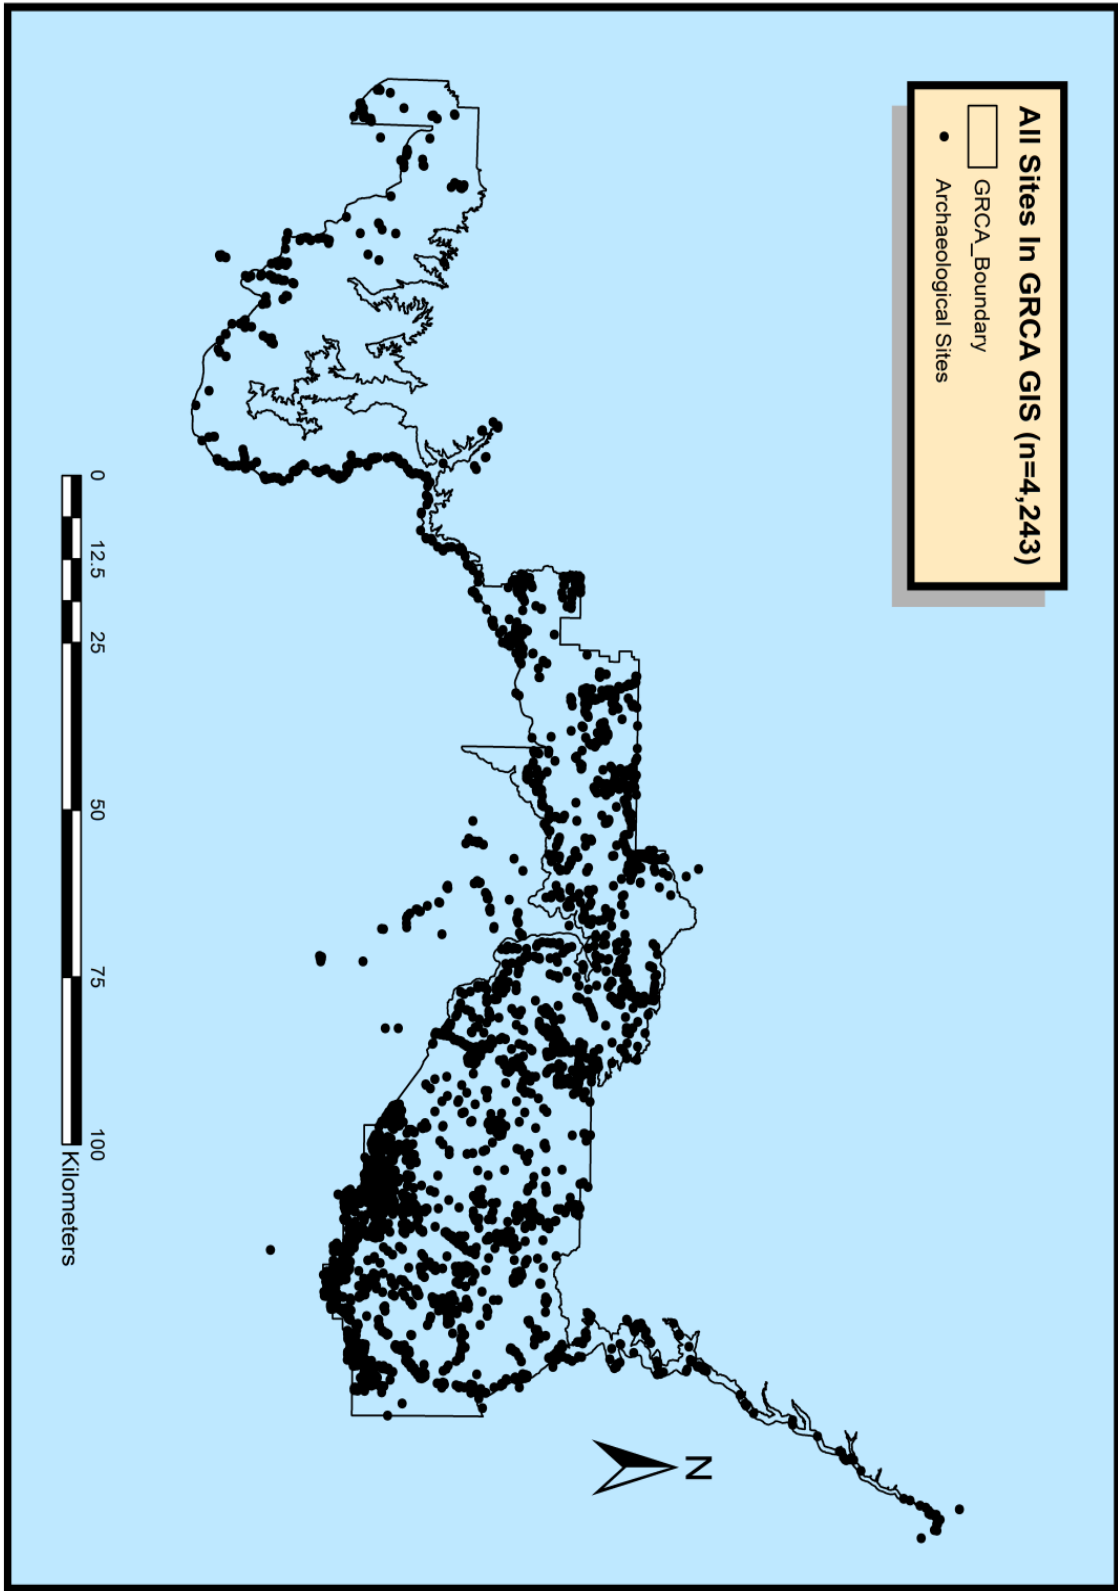 All Sites In GRCA GIS (n=4,243)
GRCA_Boundary
Archaeological Sites
N
0 12.5 25 50 75 100
Kilometers